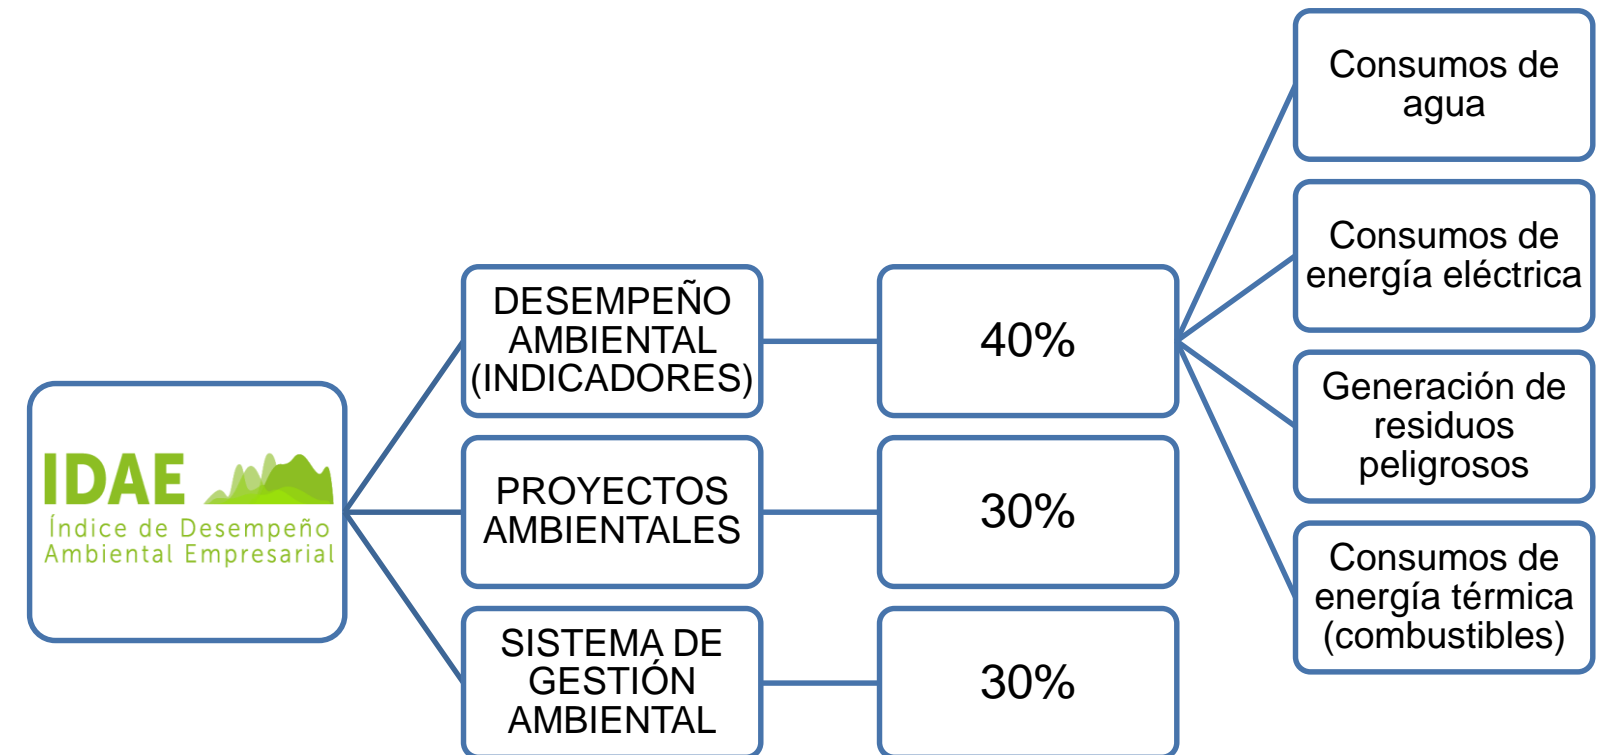 IDAE
Índice de Desempeño
Ambiental Empresarial
DESEMPEÑO
AMBIENTAL
(INDICADORES)
40%
PROYECTOS
AMBIENTALES
30%
SISTEMA DE
GESTIÓN
AMBIENTAL
30%
Consumos de
agua
Consumos de
energía eléctrica
Generación de
residuos
peligrosos
Consumos de
energía térmica
(combustibles)